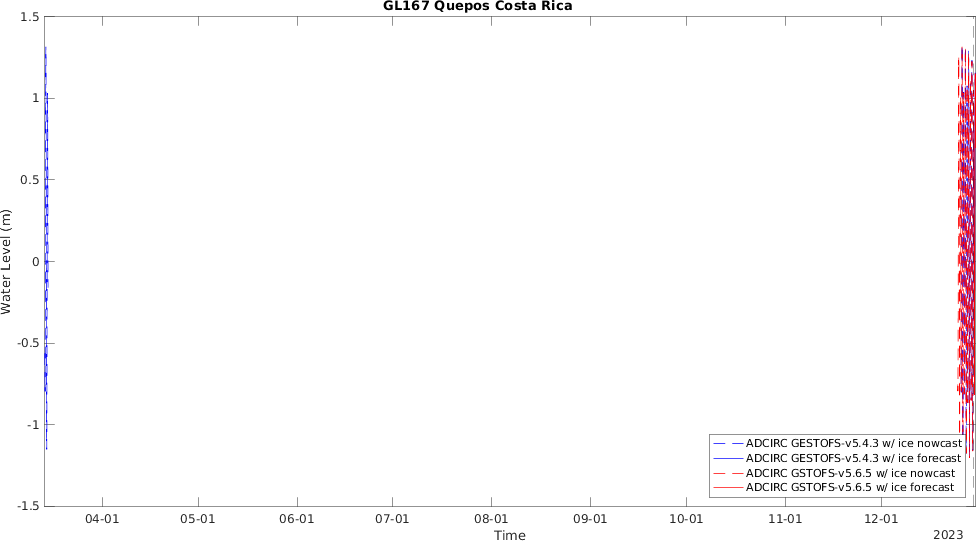 GL167 Quepos Costa Rica
1.5
1
0.5
0
-0.5
-1
-1.5
Water Level (m)
04-01 05-01 06-01 07-01 08-01 09-01 10-01 11-01 12-01
Time
2023
ADCIRC GESTOFS-v5.4.3 w/ ice nowcast
ADCIRC GESTOFS-v5.4.3 w/ ice forecast
ADCIRC GSTOFS-v5.6.5 w/ ice nowcast
ADCIRC GSTOFS-v5.6.5 w/ ice forecast